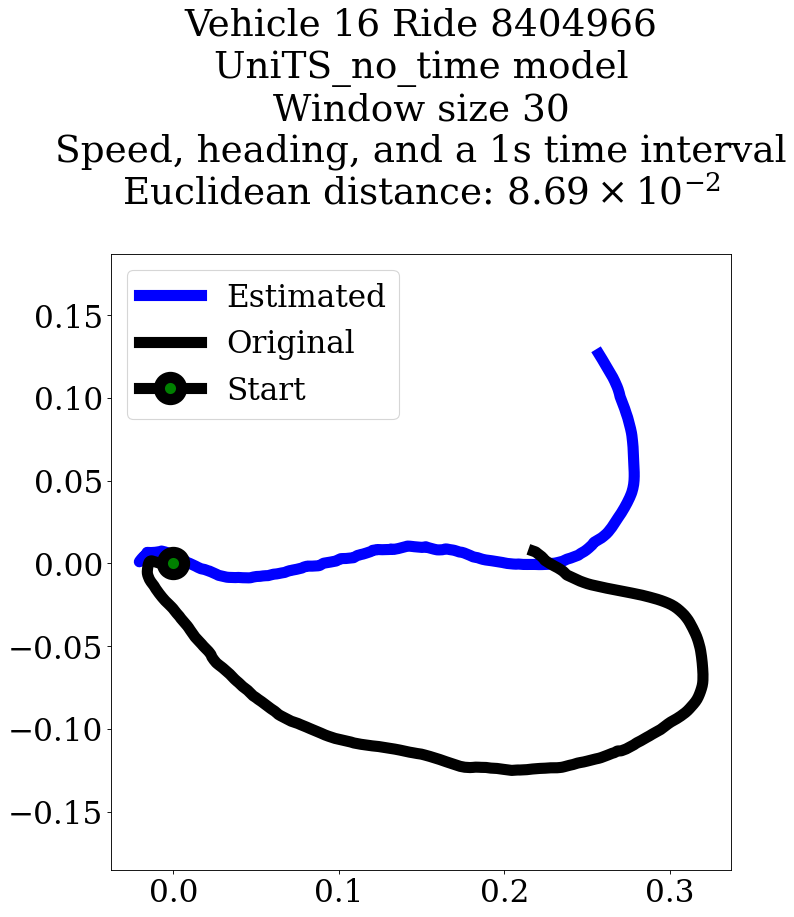 Vehicle 16 Ride 8404966
UniTS_no_time model
Window size 30
Speed, heading, and a 1s time interval
Euclidean distance: 8.69 × 10⁻²
Estimated
Original
Start
0.15
0.10
0.05
0.00
−0.05
−0.10
−0.15
0.0 0.1 0.2 0.3